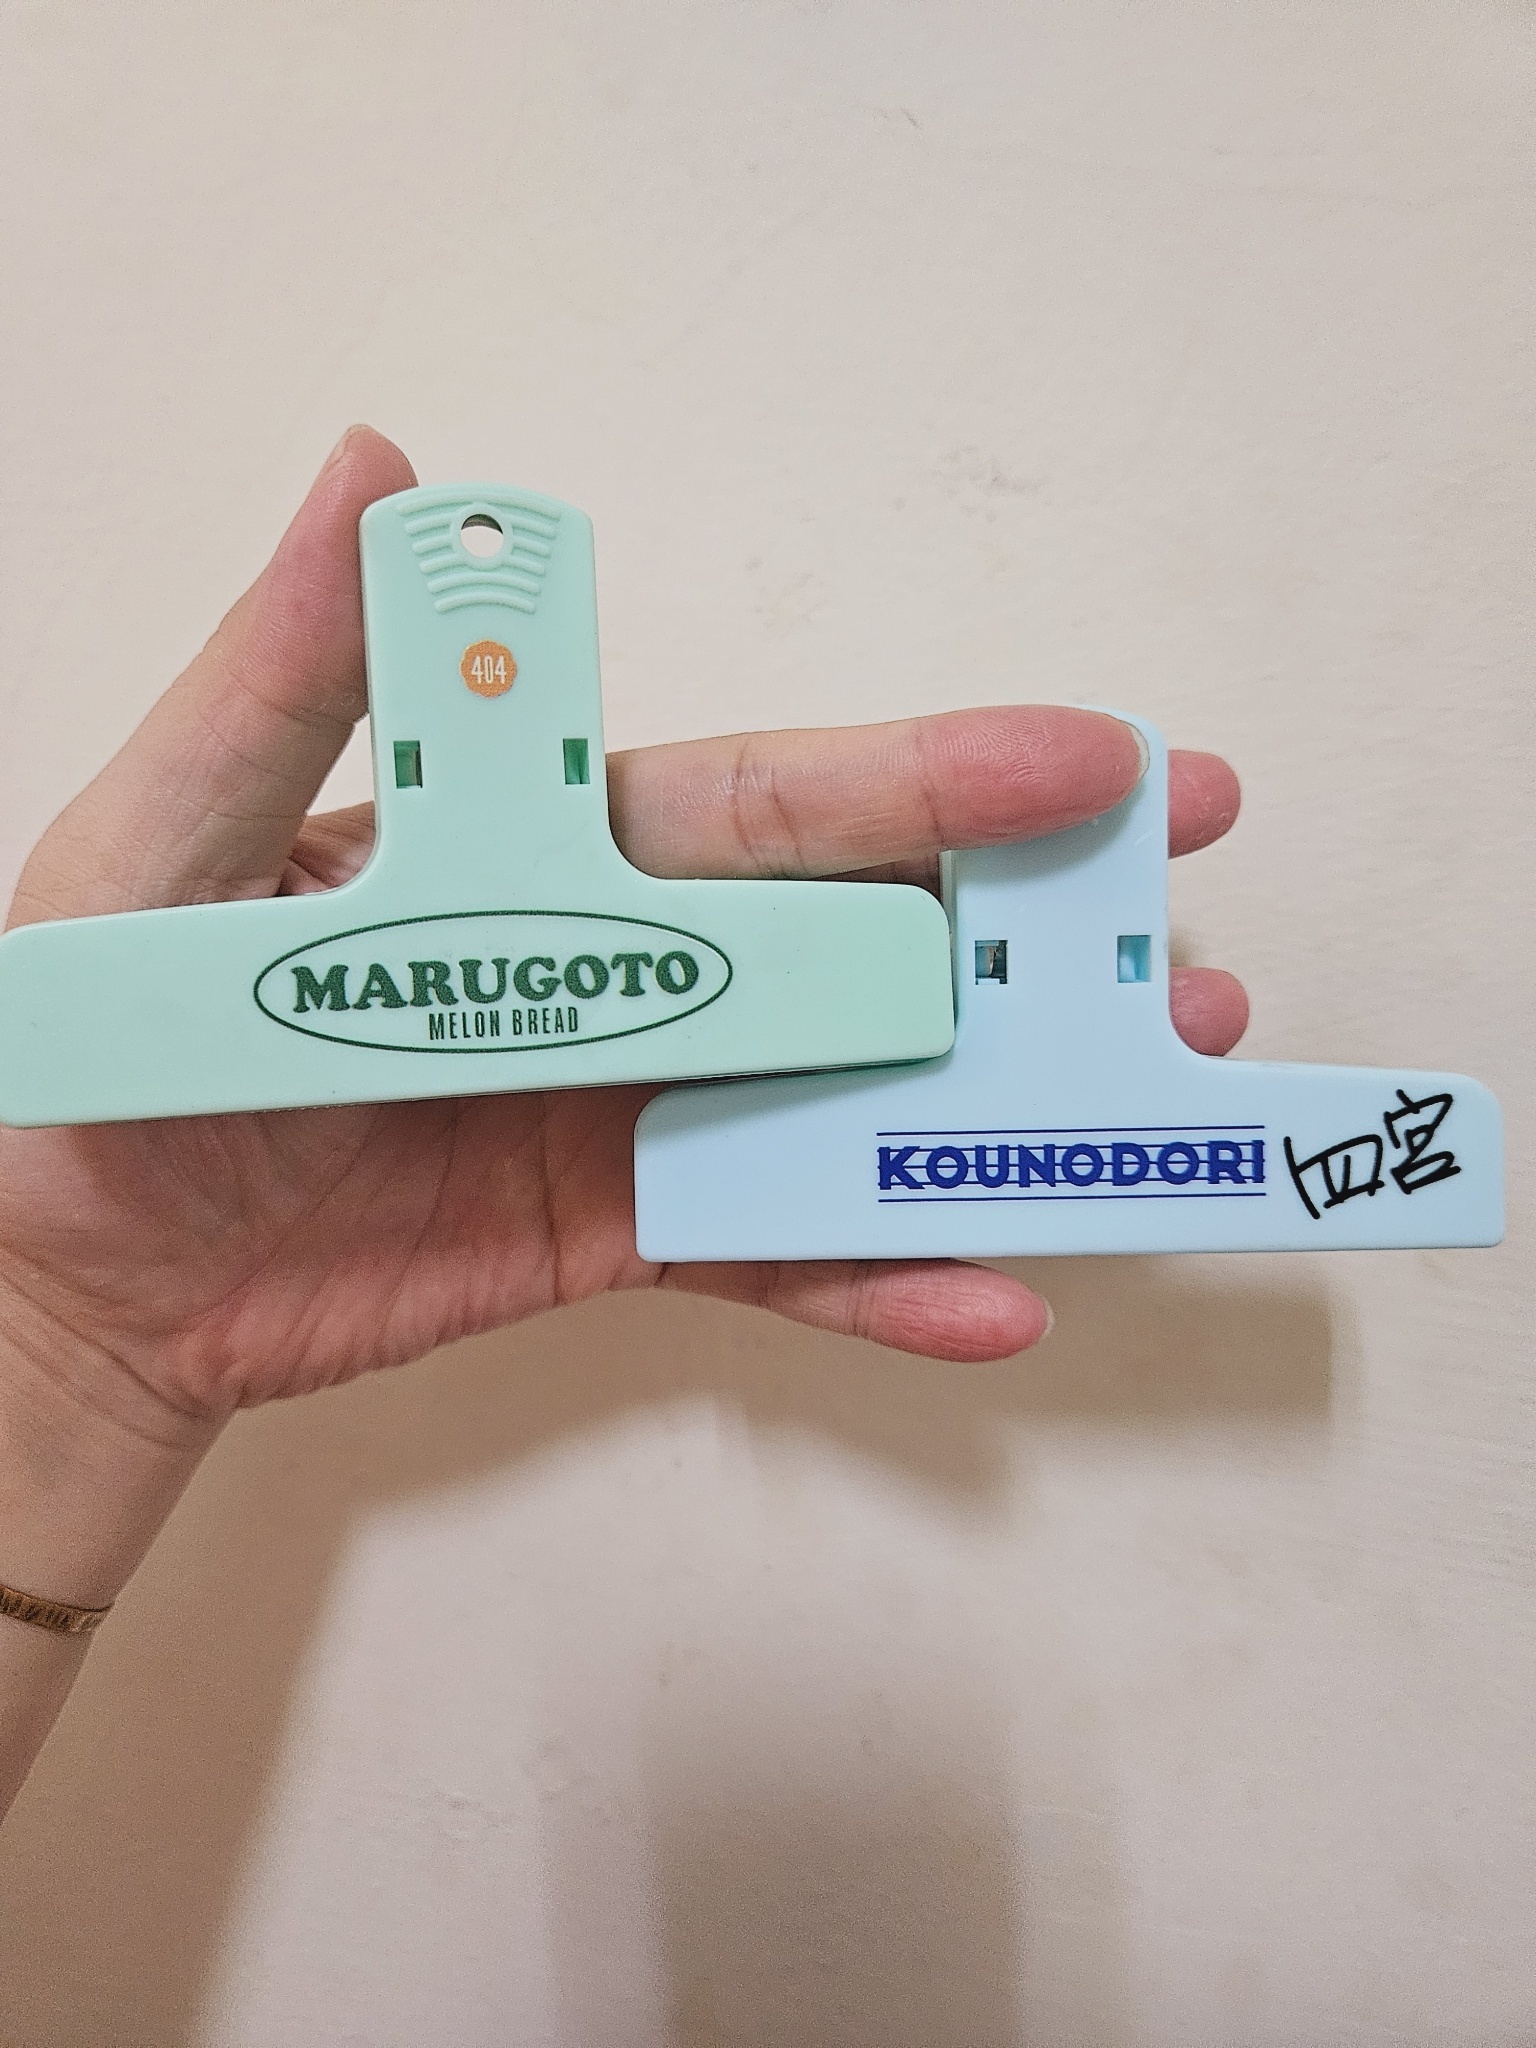 404
MARUGOTO
MELON BREAD
KOUNODORI 四宮